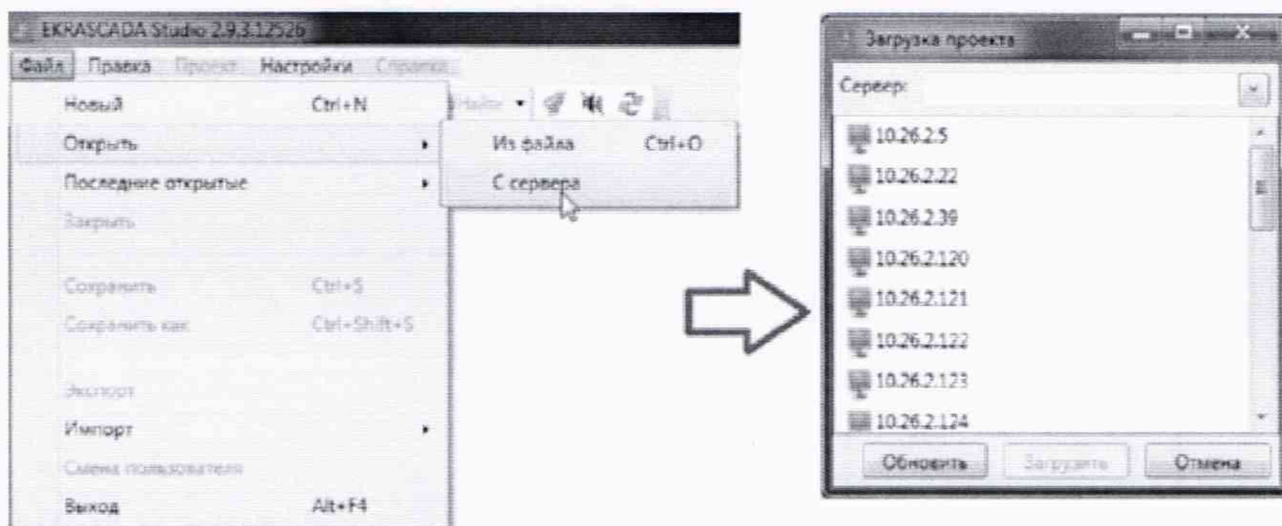 EKRASCADA Studio 2.9.3.12526
Файл Правка Проект Настройки Справка
Новый Ctrl+N
Найти
Открыть
Из файла Ctrl+O
Последние открытые
С сервера
Закрыть
Сохранить Ctrl+S
Сохранить как Ctrl+Shift+S
Экспорт
Импорт
Смена пользователя
Выход Alt+F4
Загрузка проекта
Сервер:
10.26.2.5
10.26.2.22
10.26.2.39
10.26.2.120
10.26.2.121
10.26.2.122
10.26.2.123
10.26.2.124
Обновить Загрузить Отмена